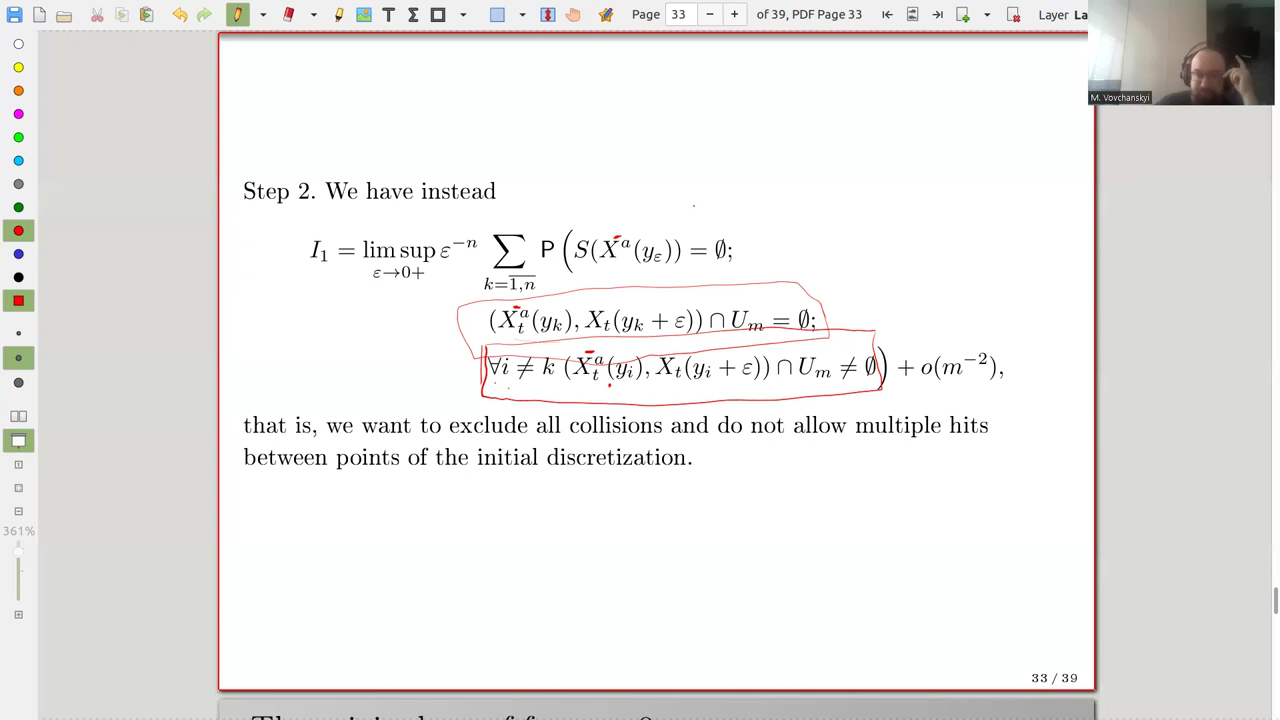 Page 33 of 39, PDF Page 33 Layer La
M. Vovchanskyi
Step 2. We have instead
I_1 = lim sup_{ε→0+} ε^{−n} ∑_{k=\overline{1,n}} P(S(X^a(y_ε)) = ∅;
(X_t^a(y_k), X_t(y_k + ε)) ∩ U_m = ∅;
∀i ≠ k (X_t^a(y_i), X_t(y_i + ε)) ∩ U_m ≠ ∅) + o(m^{−2}),
that is, we want to exclude all collisions and do not allow multiple hits
between points of the initial discretization.
361%
33 / 39